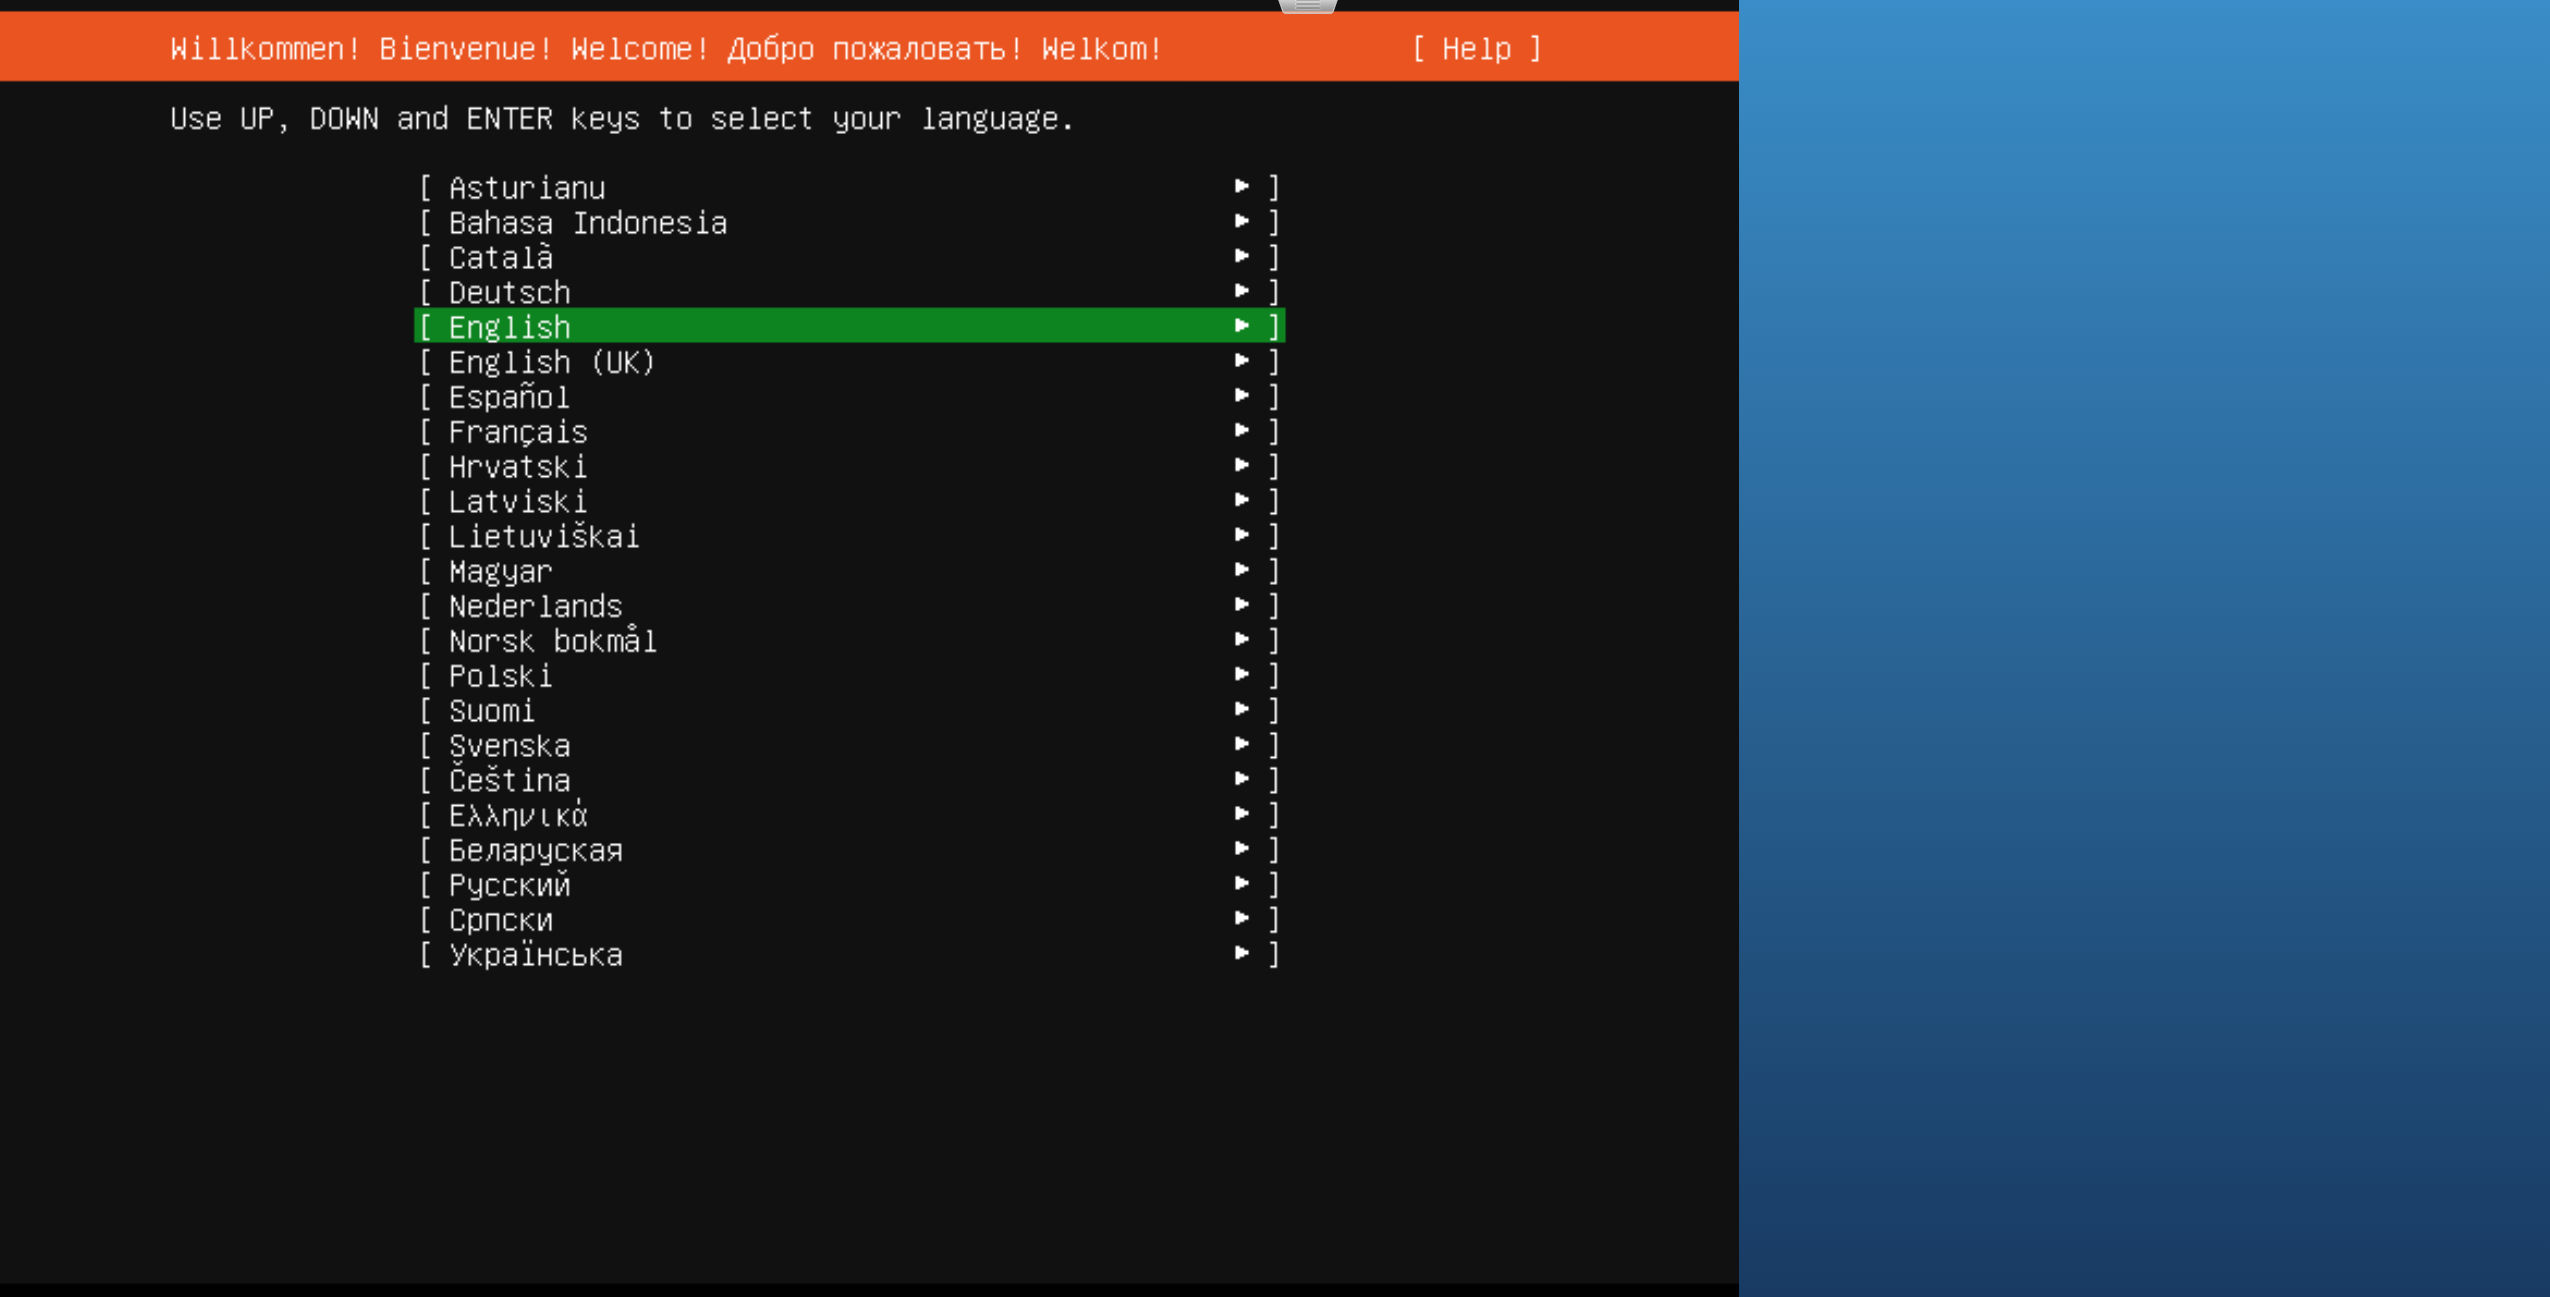 Willkommen! Bienvenue! Welcome! Добро пожаловать! Welkom! [ Help ]
Use UP, DOWN and ENTER keys to select your language.
[ Asturianu ► ]
[ Bahasa Indonesia ► ]
[ Català ► ]
[ Deutsch ► ]
[ English ► ]
[ English (UK) ► ]
[ Español ► ]
[ Français ► ]
[ Hrvatski ► ]
[ Latviski ► ]
[ Lietuviškai ► ]
[ Magyar ► ]
[ Nederlands ► ]
[ Norsk bokmål ► ]
[ Polski ► ]
[ Suomi ► ]
[ Svenska ► ]
[ Čeština ► ]
[ Ελληνικά ► ]
[ Беларуская ► ]
[ Русский ► ]
[ Српски ► ]
[ Українська ► ]